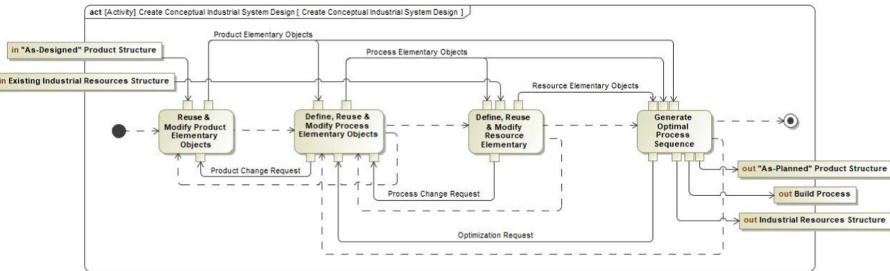 act [Activity] Create Conceptual Industrial System Design [ Create Conceptual Industrial System Design ]
Product Elementary Objects
in "As-Designed" Product Structure
Process Elementary Objects
in Existing Industrial Resources Structure
Resource Elementary Objects
Reuse &
Modify Product
Elementary
Objects
Define, Reuse &
Modify Process
Elementary Objects
Define, Reuse
& Modify
Resource
Elementary
Generate
Optimal
Process
Sequence
Product Change Request
out "As-Planned" Product Structure
Process Change Request
out Build Process
out Industrial Resources Structure
Optimization Request